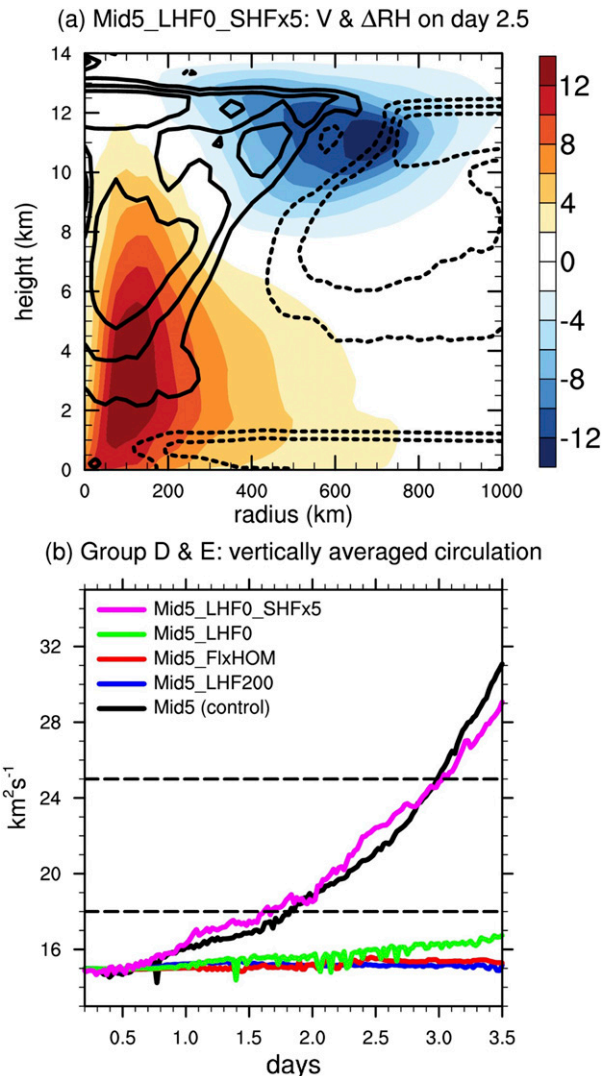 (a) Mid5_LHF0_SHFx5: V & ΔRH on day 2.5
14
12
10
8
6
4
2
0
height (km)
0 200 400 600 800 1000
radius (km)
12
8
4
0
-4
-8
-12
(b) Group D & E: vertically averaged circulation
Mid5_LHF0_SHFx5
Mid5_LHF0
Mid5_FlxHOM
Mid5_LHF200
Mid5 (control)
32
28
24
20
16
km²s⁻¹
0.5 1.0 1.5 2.0 2.5 3.0 3.5
days